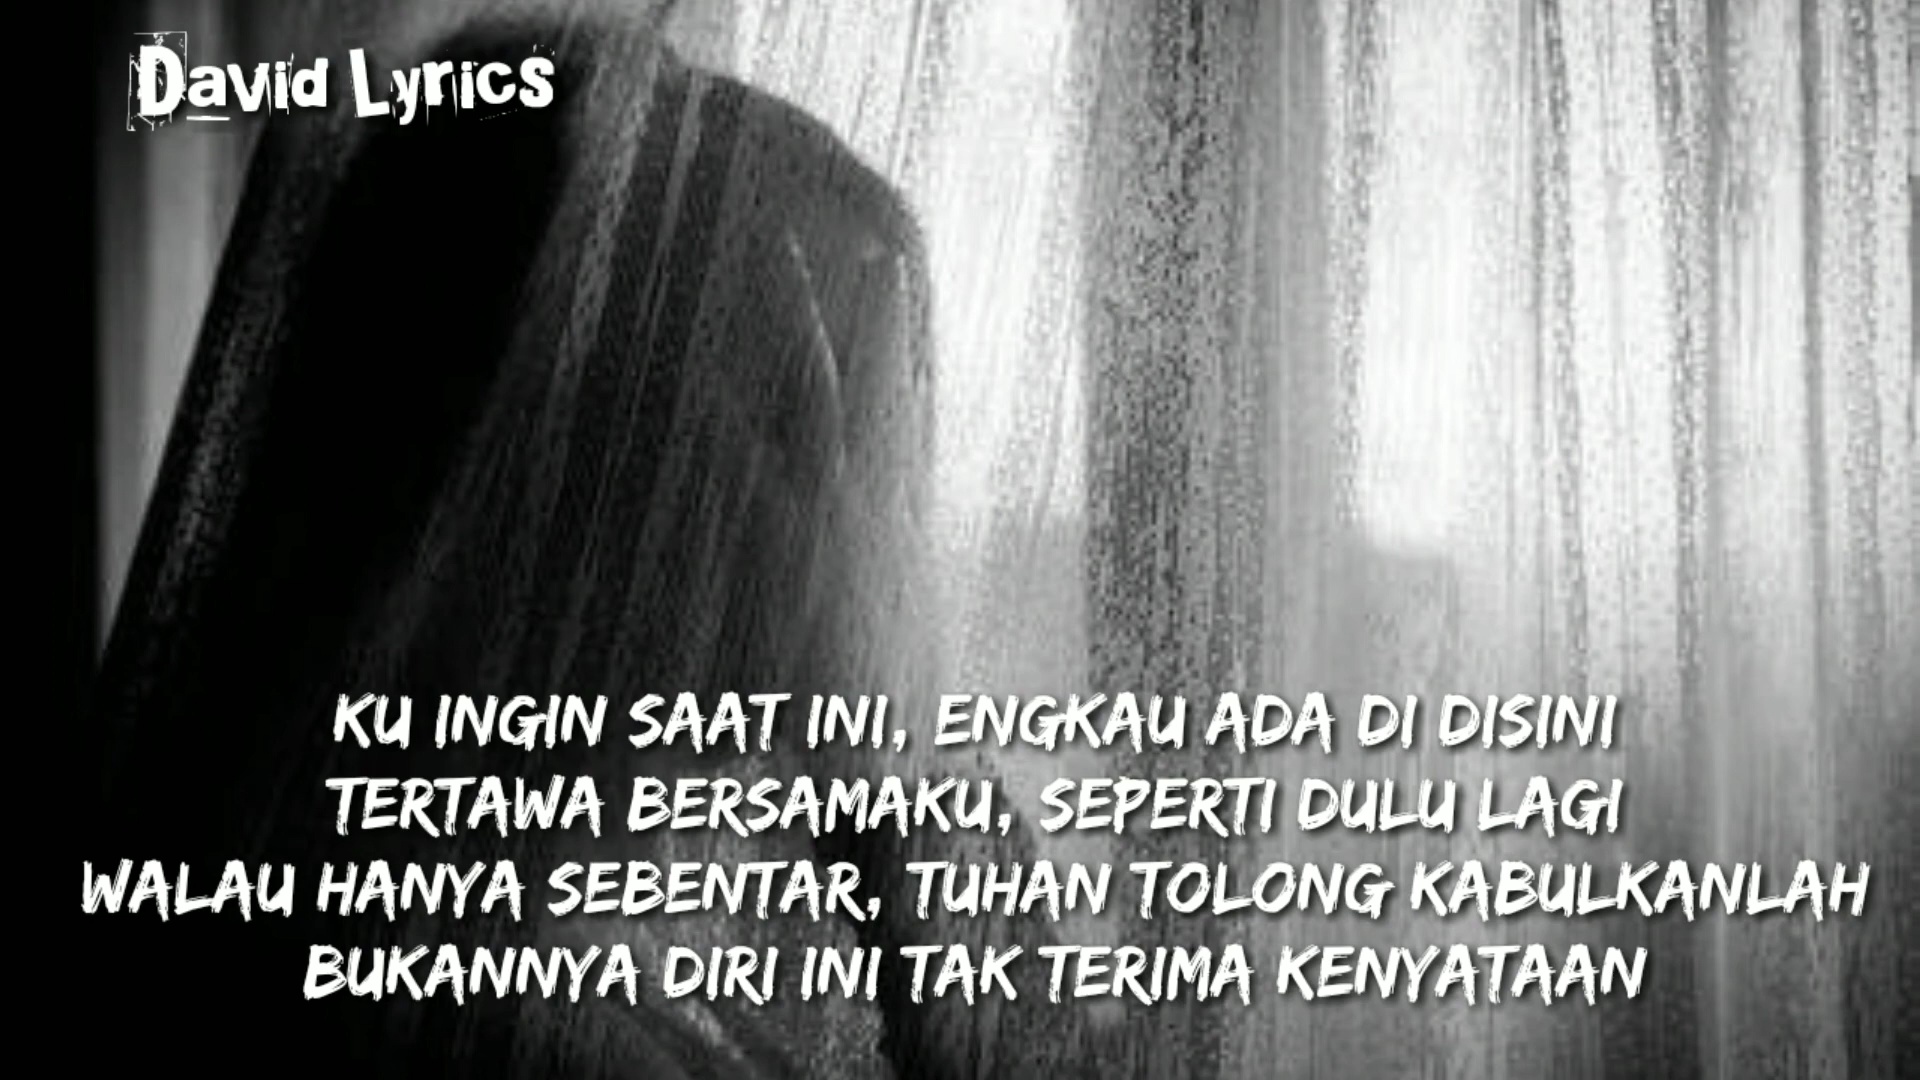 David Lyrics
KU INGIN SAAT INI, ENGKAU ADA DI DISINI
TERTAWA BERSAMAKU, SEPERTI DULU LAGI
WALAU HANYA SEBENTAR, TUHAN TOLONG KABULKANLAH
BUKANNYA DIRI INI TAK TERIMA KENYATAAN